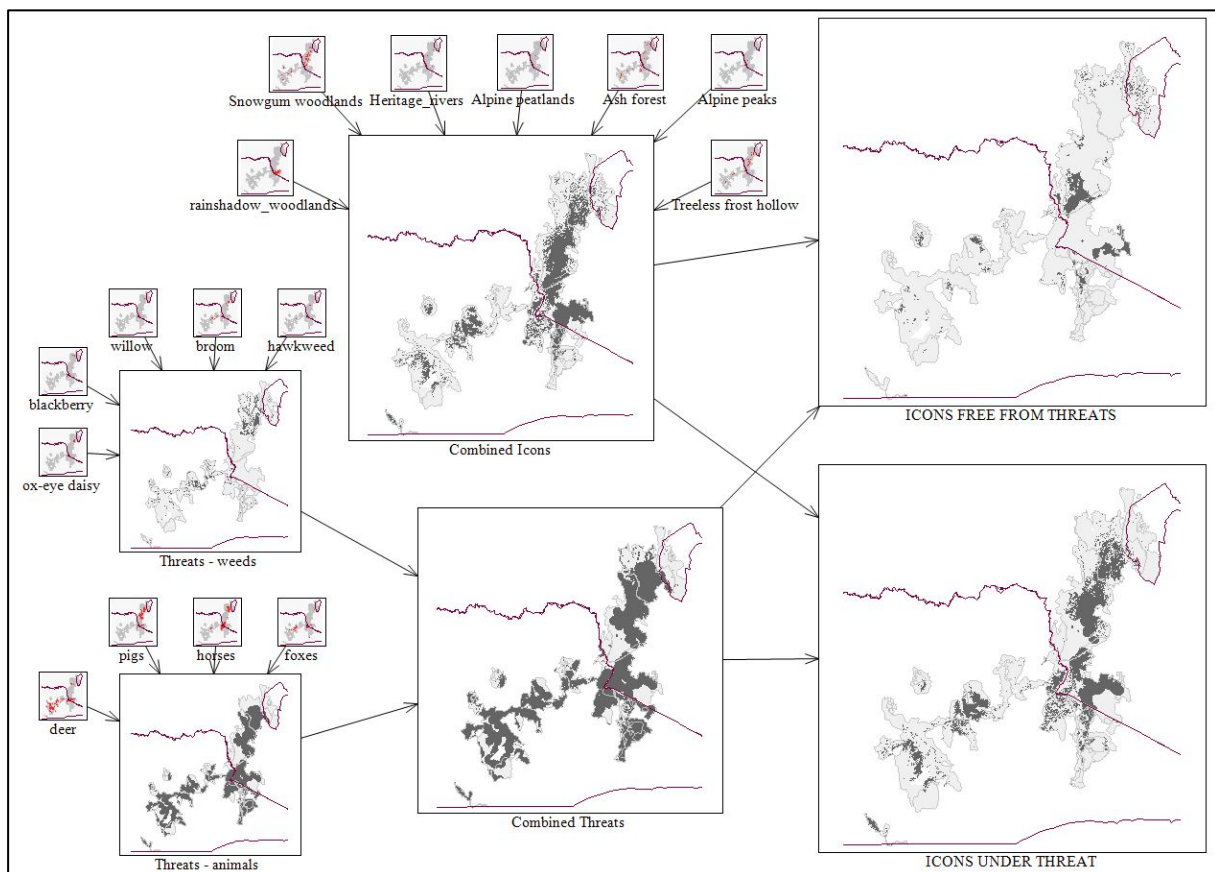 Snowgum woodlands
Heritage_rivers
Alpine peatlands
Ash forest
Alpine peaks
rainshadow_woodlands
Treeless frost hollow
Combined Icons
ICONS FREE FROM THREATS
willow
broom
hawkweed
blackberry
ox-eye daisy
Threats - weeds
pigs
horses
foxes
deer
Threats - animals
Combined Threats
ICONS UNDER THREAT